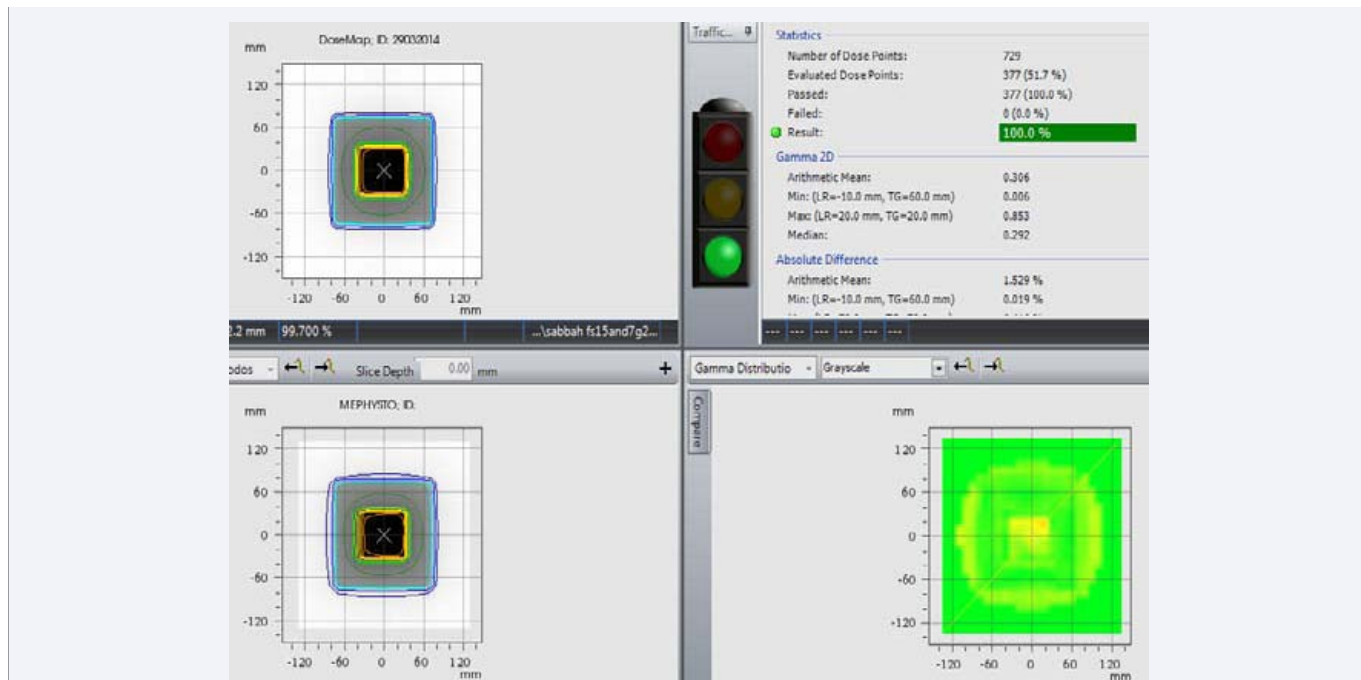 DoseMap; ID: 29032014
mm
120
60
0
-60
-120
-120 -60 0 60 120
mm
2.2 mm 99.700 % ...\sabbah fs15and7g2...
Traffic...
Statistics
Number of Dose Points: 729
Evaluated Dose Points: 377 (51.7 %)
Passed: 377 (100.0 %)
Failed: 0 (0.0 %)
Result: 100.0 %
Gamma 2D
Arithmetic Mean: 0.306
Min: (LR=-10.0 mm, TG=60.0 mm) 0.006
Max: (LR=20.0 mm, TG=20.0 mm) 0.853
Median: 0.292
Absolute Difference
Arithmetic Mean: 1.529 %
Min: (LR=-10.0 mm, TG=60.0 mm) 0.019 %
--- --- --- --- --- ---
odos Slice Depth 0.00 mm +
MEPHYSTO; ID:
mm
120
60
0
-60
-120
-120 -60 0 60 120
mm
Gamma Distributio Grayscale
Compare
mm
120
60
0
-60
-120
-120 -60 0 60 120
mm